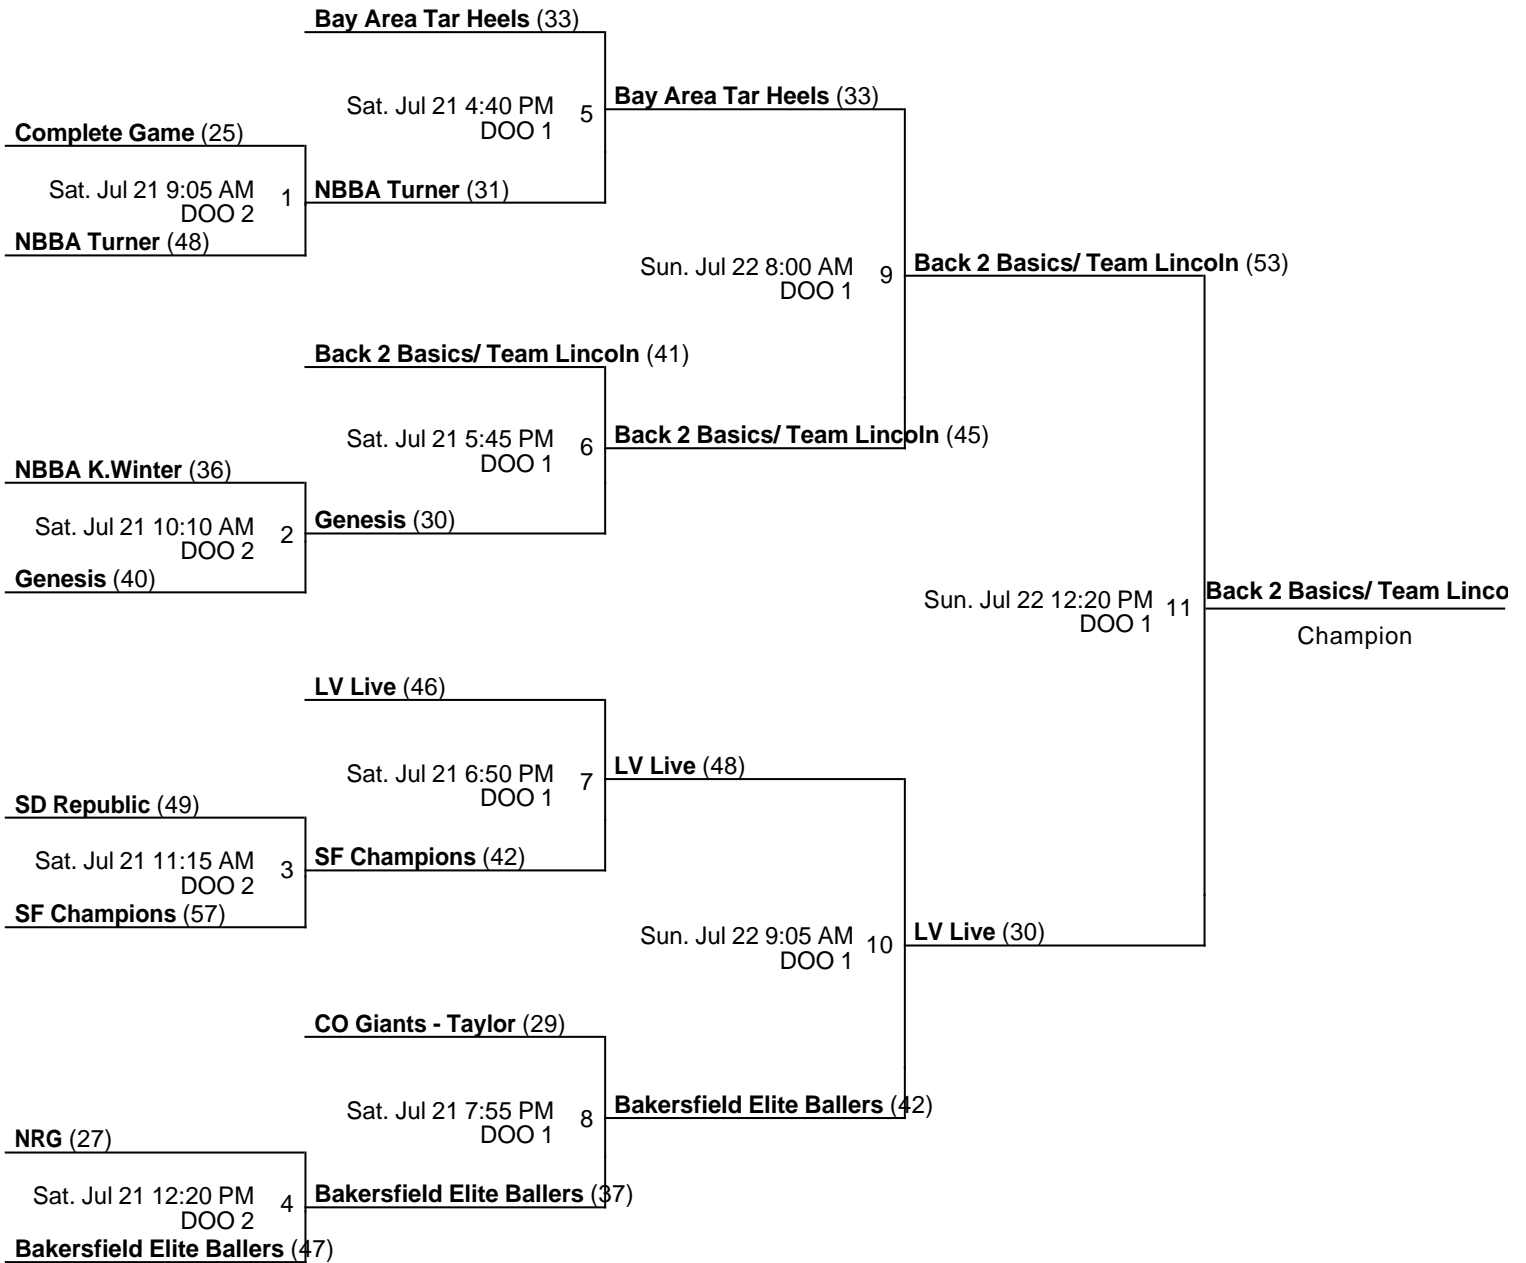 Bay Area Tar Heels (33)
Sat. Jul 21 4:40 PM
DOO 1
5
Bay Area Tar Heels (33)
Complete Game (25)
Sat. Jul 21 9:05 AM
DOO 2
1
NBBA Turner (31)
NBBA Turner (48)
Sun. Jul 22 8:00 AM
DOO 1
9
Back 2 Basics/ Team Lincoln (53)
Back 2 Basics/ Team Lincoln (41)
Sat. Jul 21 5:45 PM
DOO 1
6
Back 2 Basics/ Team Lincoln (45)
NBBA K.Winter (36)
Sat. Jul 21 10:10 AM
DOO 2
2
Genesis (30)
Genesis (40)
Sun. Jul 22 12:20 PM
DOO 1
11
Back 2 Basics/ Team Linco
Champion
LV Live (46)
Sat. Jul 21 6:50 PM
DOO 1
7
LV Live (48)
SD Republic (49)
Sat. Jul 21 11:15 AM
DOO 2
3
SF Champions (42)
SF Champions (57)
Sun. Jul 22 9:05 AM
DOO 1
10
LV Live (30)
CO Giants - Taylor (29)
Sat. Jul 21 7:55 PM
DOO 1
8
Bakersfield Elite Ballers (42)
NRG (27)
Sat. Jul 21 12:20 PM
DOO 2
4
Bakersfield Elite Ballers (37)
Bakersfield Elite Ballers (47)